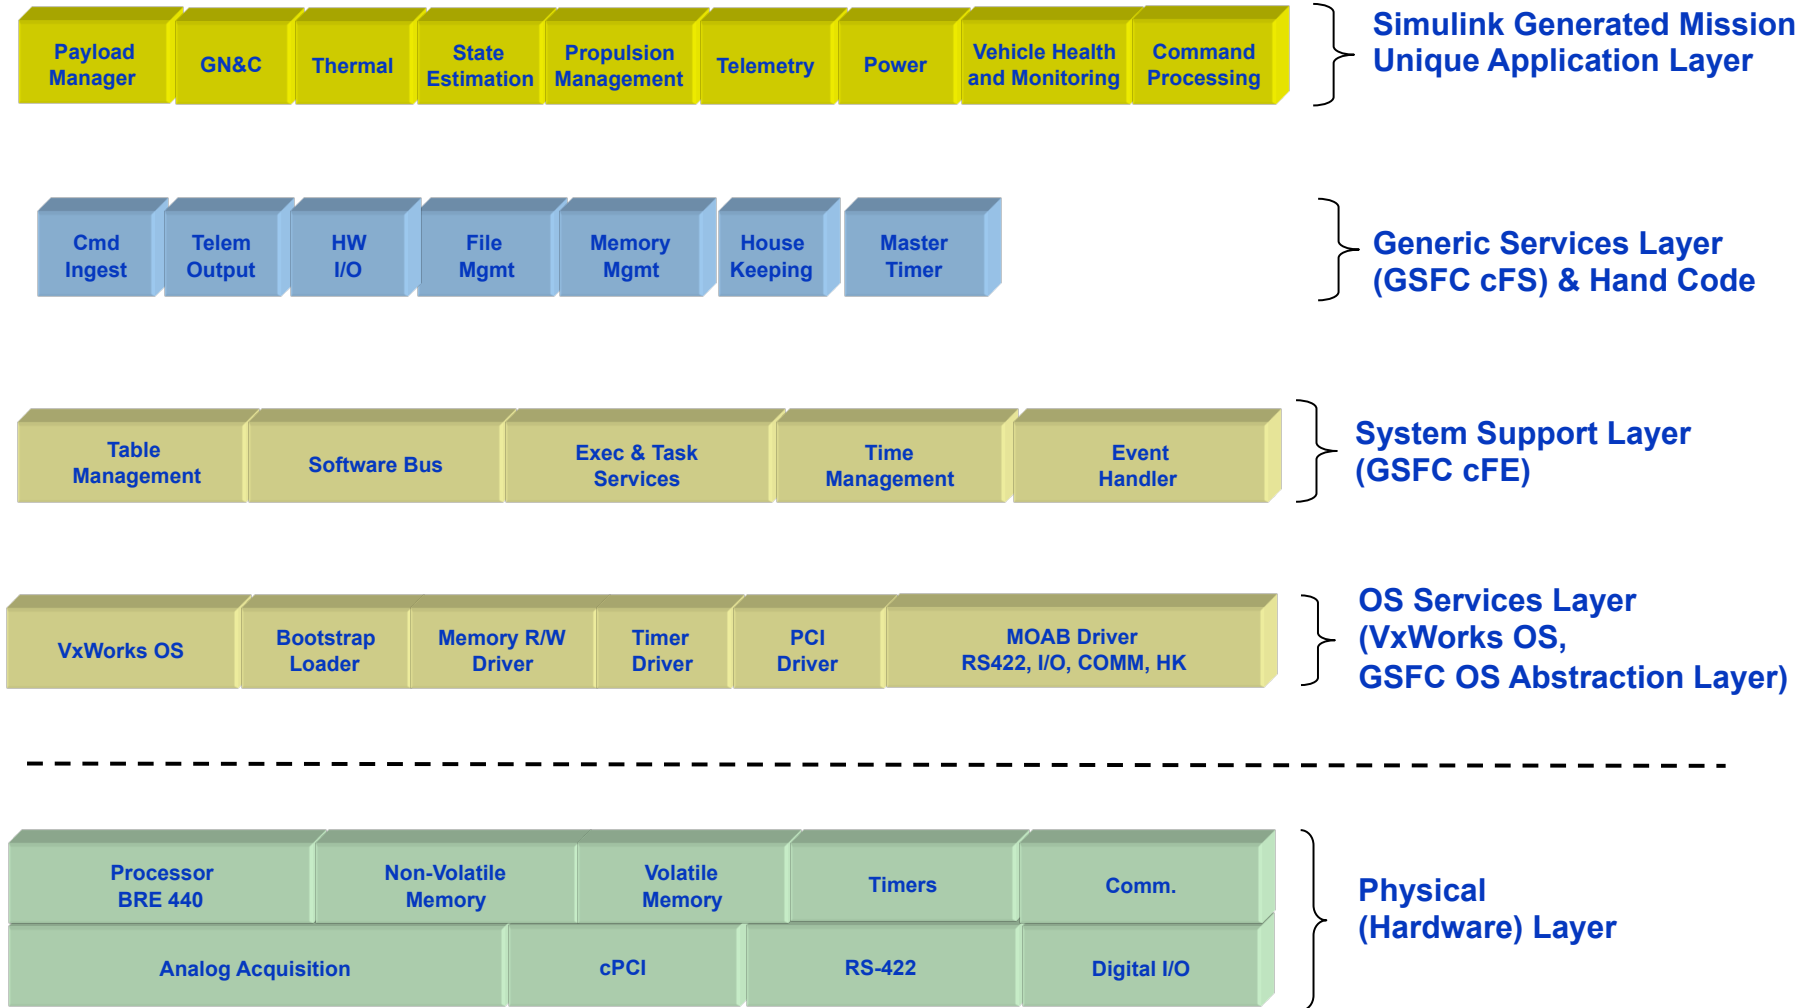 Payload
Manager
GN&C
Thermal
State
Estimation
Propulsion
Management
Telemetry
Power
Vehicle Health
and Monitoring
Command
Processing
Simulink Generated Mission
Unique Application Layer
Cmd
Ingest
Telem
Output
HW
I/O
File
Mgmt
Memory
Mgmt
House
Keeping
Master
Timer
Generic Services Layer
(GSFC cFS) & Hand Code
Table
Management
Software Bus
Exec & Task
Services
Time
Management
Event
Handler
System Support Layer
(GSFC cFE)
VxWorks OS
Bootstrap
Loader
Memory R/W
Driver
Timer
Driver
PCI
Driver
MOAB Driver
RS422, I/O, COMM, HK
OS Services Layer
(VxWorks OS,
GSFC OS Abstraction Layer)
Processor
BRE 440
Non-Volatile
Memory
Volatile
Memory
Timers
Comm.
Analog Acquisition
cPCI
RS-422
Digital I/O
Physical
(Hardware) Layer